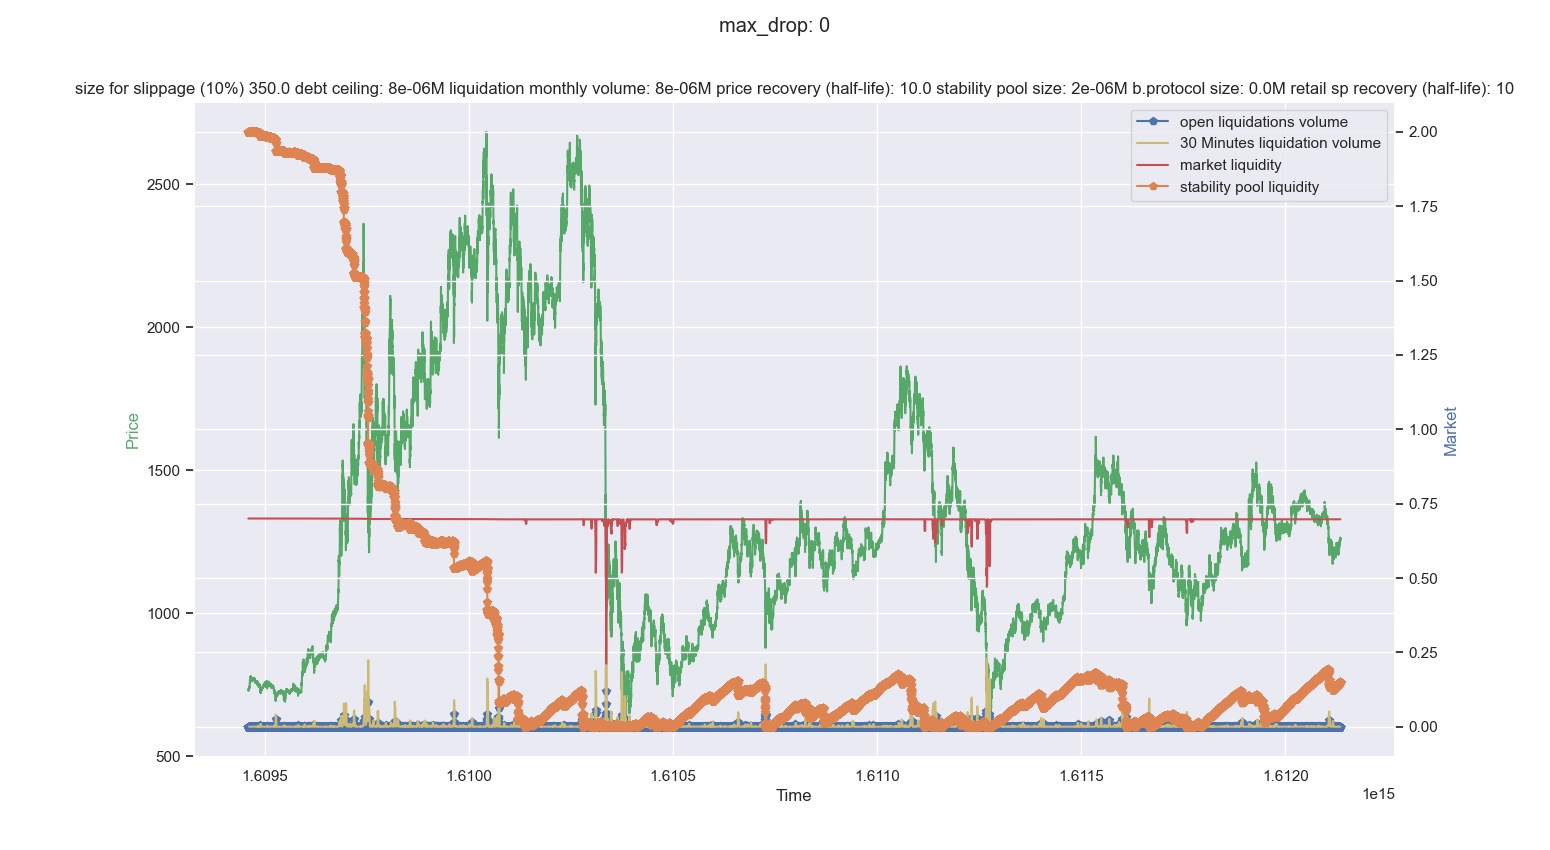 max_drop: 0
size for slippage (10%) 350.0 debt ceiling: 8e-06M liquidation monthly volume: 8e-06M price recovery (half-life): 10.0 stability pool size: 2e-06M b.protocol size: 0.0M retail sp recovery (half-life): 10
open liquidations volume
30 Minutes liquidation volume
market liquidity
stability pool liquidity
Price
2500
2000
1500
1000
500
2.00
1.75
1.50
1.25
1.00
0.75
0.50
0.25
0.00
Market
1.6095 1.6100 1.6105 1.6110 1.6115 1.6120
Time
1e15